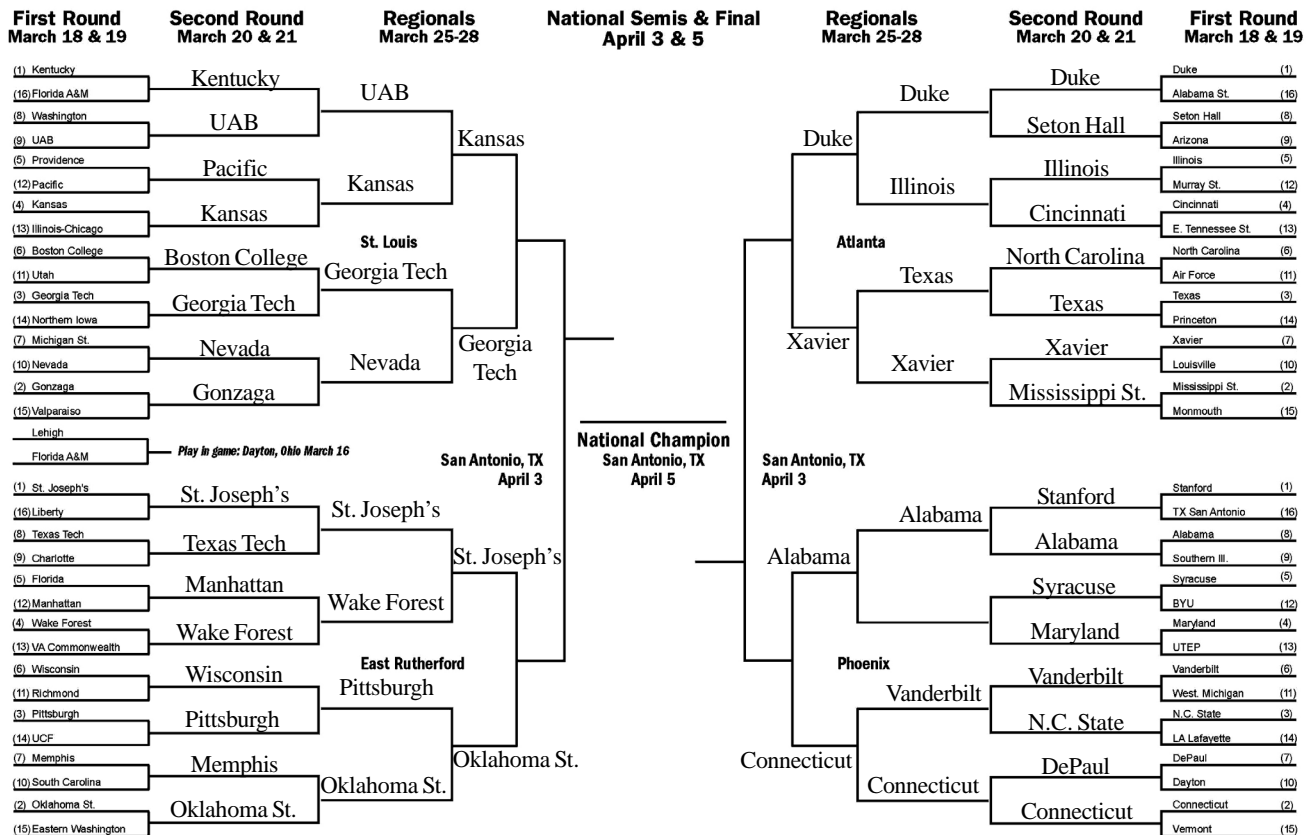 First Round
March 18 & 19
Second Round
March 20 & 21
Regionals
March 25-28
National Semis & Final
April 3 & 5
Regionals
March 25-28
Second Round
March 20 & 21
First Round
March 18 & 19
(1) Kentucky
(16) Florida A&M
(8) Washington
(9) UAB
(5) Providence
(12) Pacific
(4) Kansas
(13) Illinois-Chicago
(6) Boston College
(11) Utah
(3) Georgia Tech
(14) Northern Iowa
(7) Michigan St.
(10) Nevada
(2) Gonzaga
(15) Valparaiso
Lehigh
Florida A&M
Play in game: Dayton, Ohio March 16
Kentucky
UAB
Pacific
Kansas
Boston College
Georgia Tech
Nevada
Gonzaga
UAB
Kansas
St. Louis
Georgia Tech
Nevada
Kansas
Georgia
Tech
(1) St. Joseph's
(16) Liberty
(8) Texas Tech
(9) Charlotte
(5) Florida
(12) Manhattan
(4) Wake Forest
(13) VA Commonwealth
(6) Wisconsin
(11) Richmond
(3) Pittsburgh
(14) UCF
(7) Memphis
(10) South Carolina
(2) Oklahoma St.
(15) Eastern Washington
St. Joseph's
Texas Tech
Manhattan
Wake Forest
Wisconsin
Pittsburgh
Memphis
Oklahoma St.
St. Joseph's
Wake Forest
East Rutherford
Pittsburgh
Oklahoma St.
St. Joseph's
Oklahoma St.
San Antonio, TX
April 3
National Champion
San Antonio, TX
April 5
San Antonio, TX
April 3
Duke
Xavier
Duke
Illinois
Atlanta
Texas
Xavier
Duke
Seton Hall
Illinois
Cincinnati
North Carolina
Texas
Xavier
Mississippi St.
Duke (1)
Alabama St. (16)
Seton Hall (8)
Arizona (9)
Illinois (5)
Murray St. (12)
Cincinnati (4)
E. Tennessee St. (13)
North Carolina (6)
Air Force (11)
Texas (3)
Princeton (14)
Xavier (7)
Louisville (10)
Mississippi St. (2)
Monmouth (15)
Alabama
Connecticut
Alabama
Phoenix
Vanderbilt
Connecticut
Stanford
Alabama
Syracuse
Maryland
Vanderbilt
N.C. State
DePaul
Connecticut
Stanford (1)
TX San Antonio (16)
Alabama (8)
Southern Ill. (9)
Syracuse (5)
BYU (12)
Maryland (4)
UTEP (13)
Vanderbilt (6)
West. Michigan (11)
N.C. State (3)
LA Lafayette (14)
DePaul (7)
Dayton (10)
Connecticut (2)
Vermont (15)